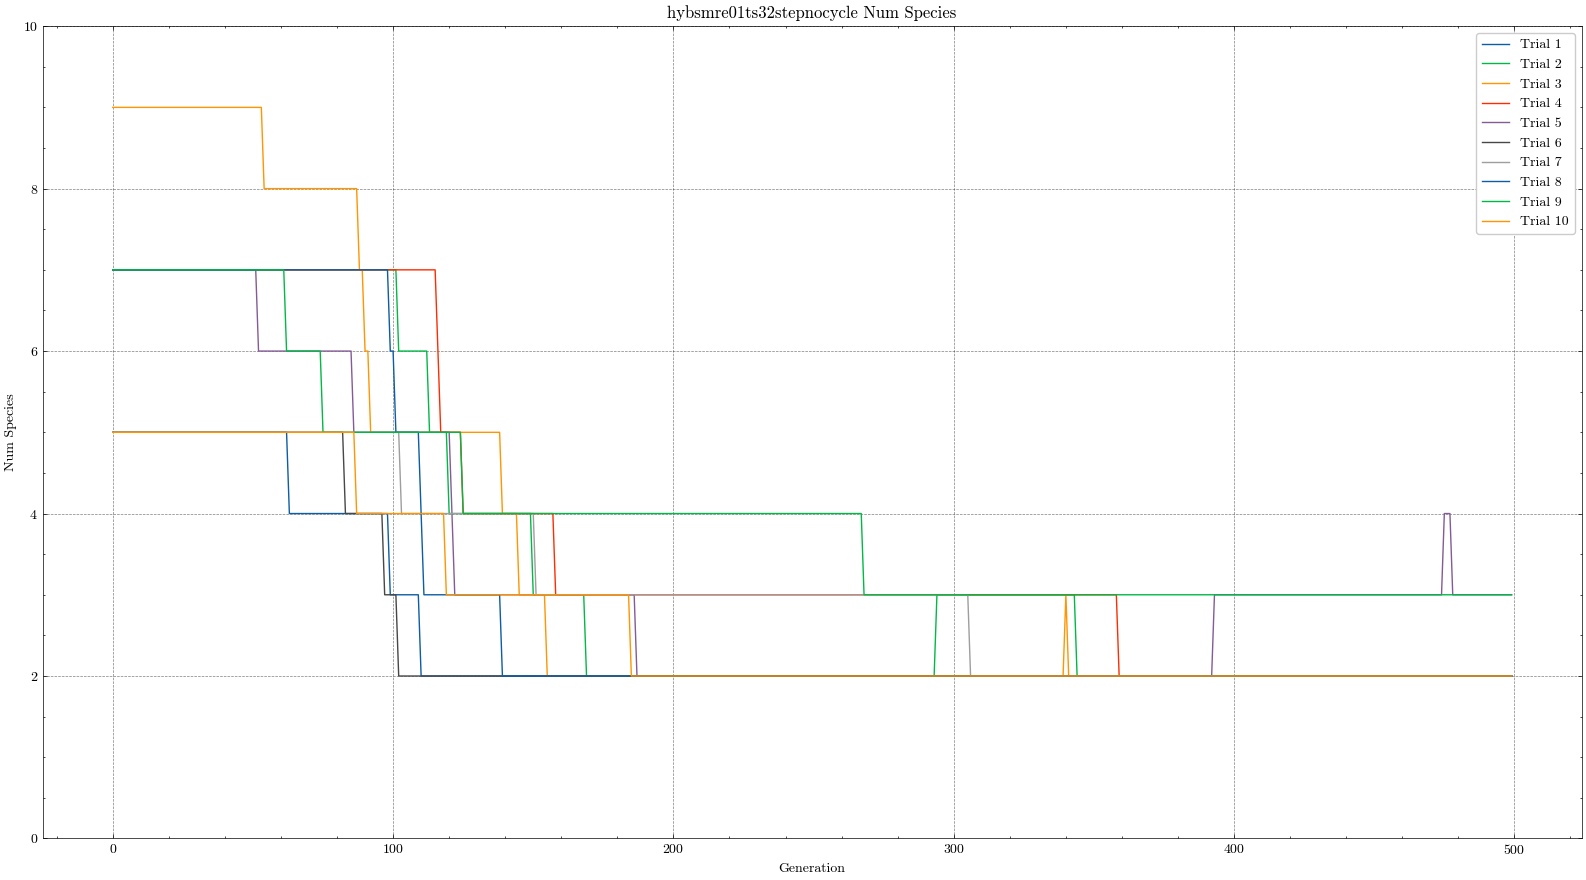 hybsmre01ts32stepnocycle Num Species
10
8
6
4
2
0
Num Species
0
100
200
300
400
500
Generation
Trial 1
Trial 2
Trial 3
Trial 4
Trial 5
Trial 6
Trial 7
Trial 8
Trial 9
Trial 10